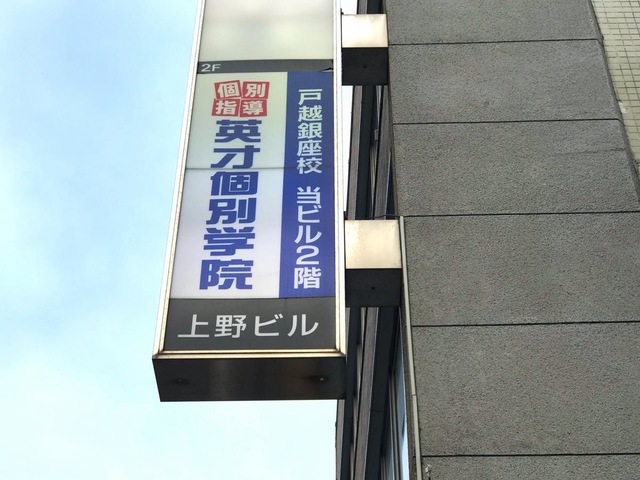 2F
個別
指導
英才個別学院
戸越銀座校 当ビル2階
上野ビル